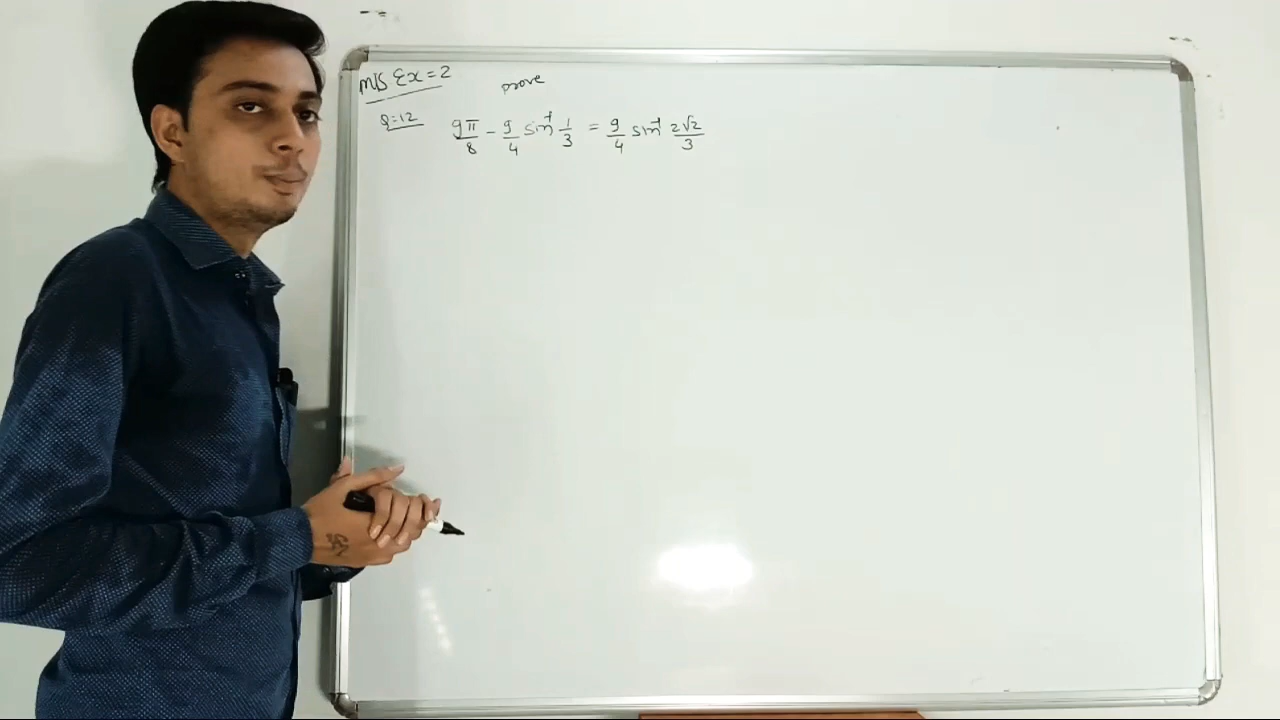 Mis Ex = 2
prove
Q=12 9π/8 - 9/4 sin⁻¹ 1/3 = 9/4 sin⁻¹ 2√2/3